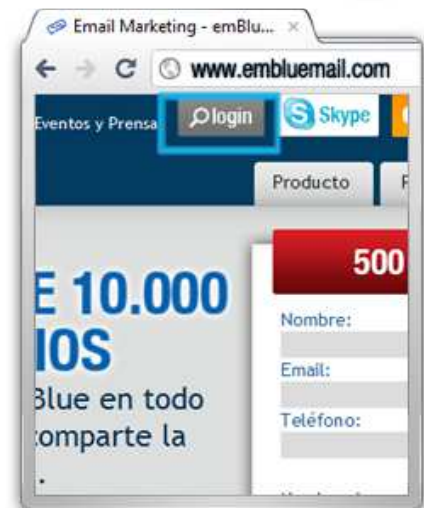 Email Marketing - emBlu...
www.embluemail.com
Eventos y Prensa
login
Skype
Producto
500
E 10.000
IOS
Blue en todo
comparte la
.
Nombre:
Email:
Teléfono: